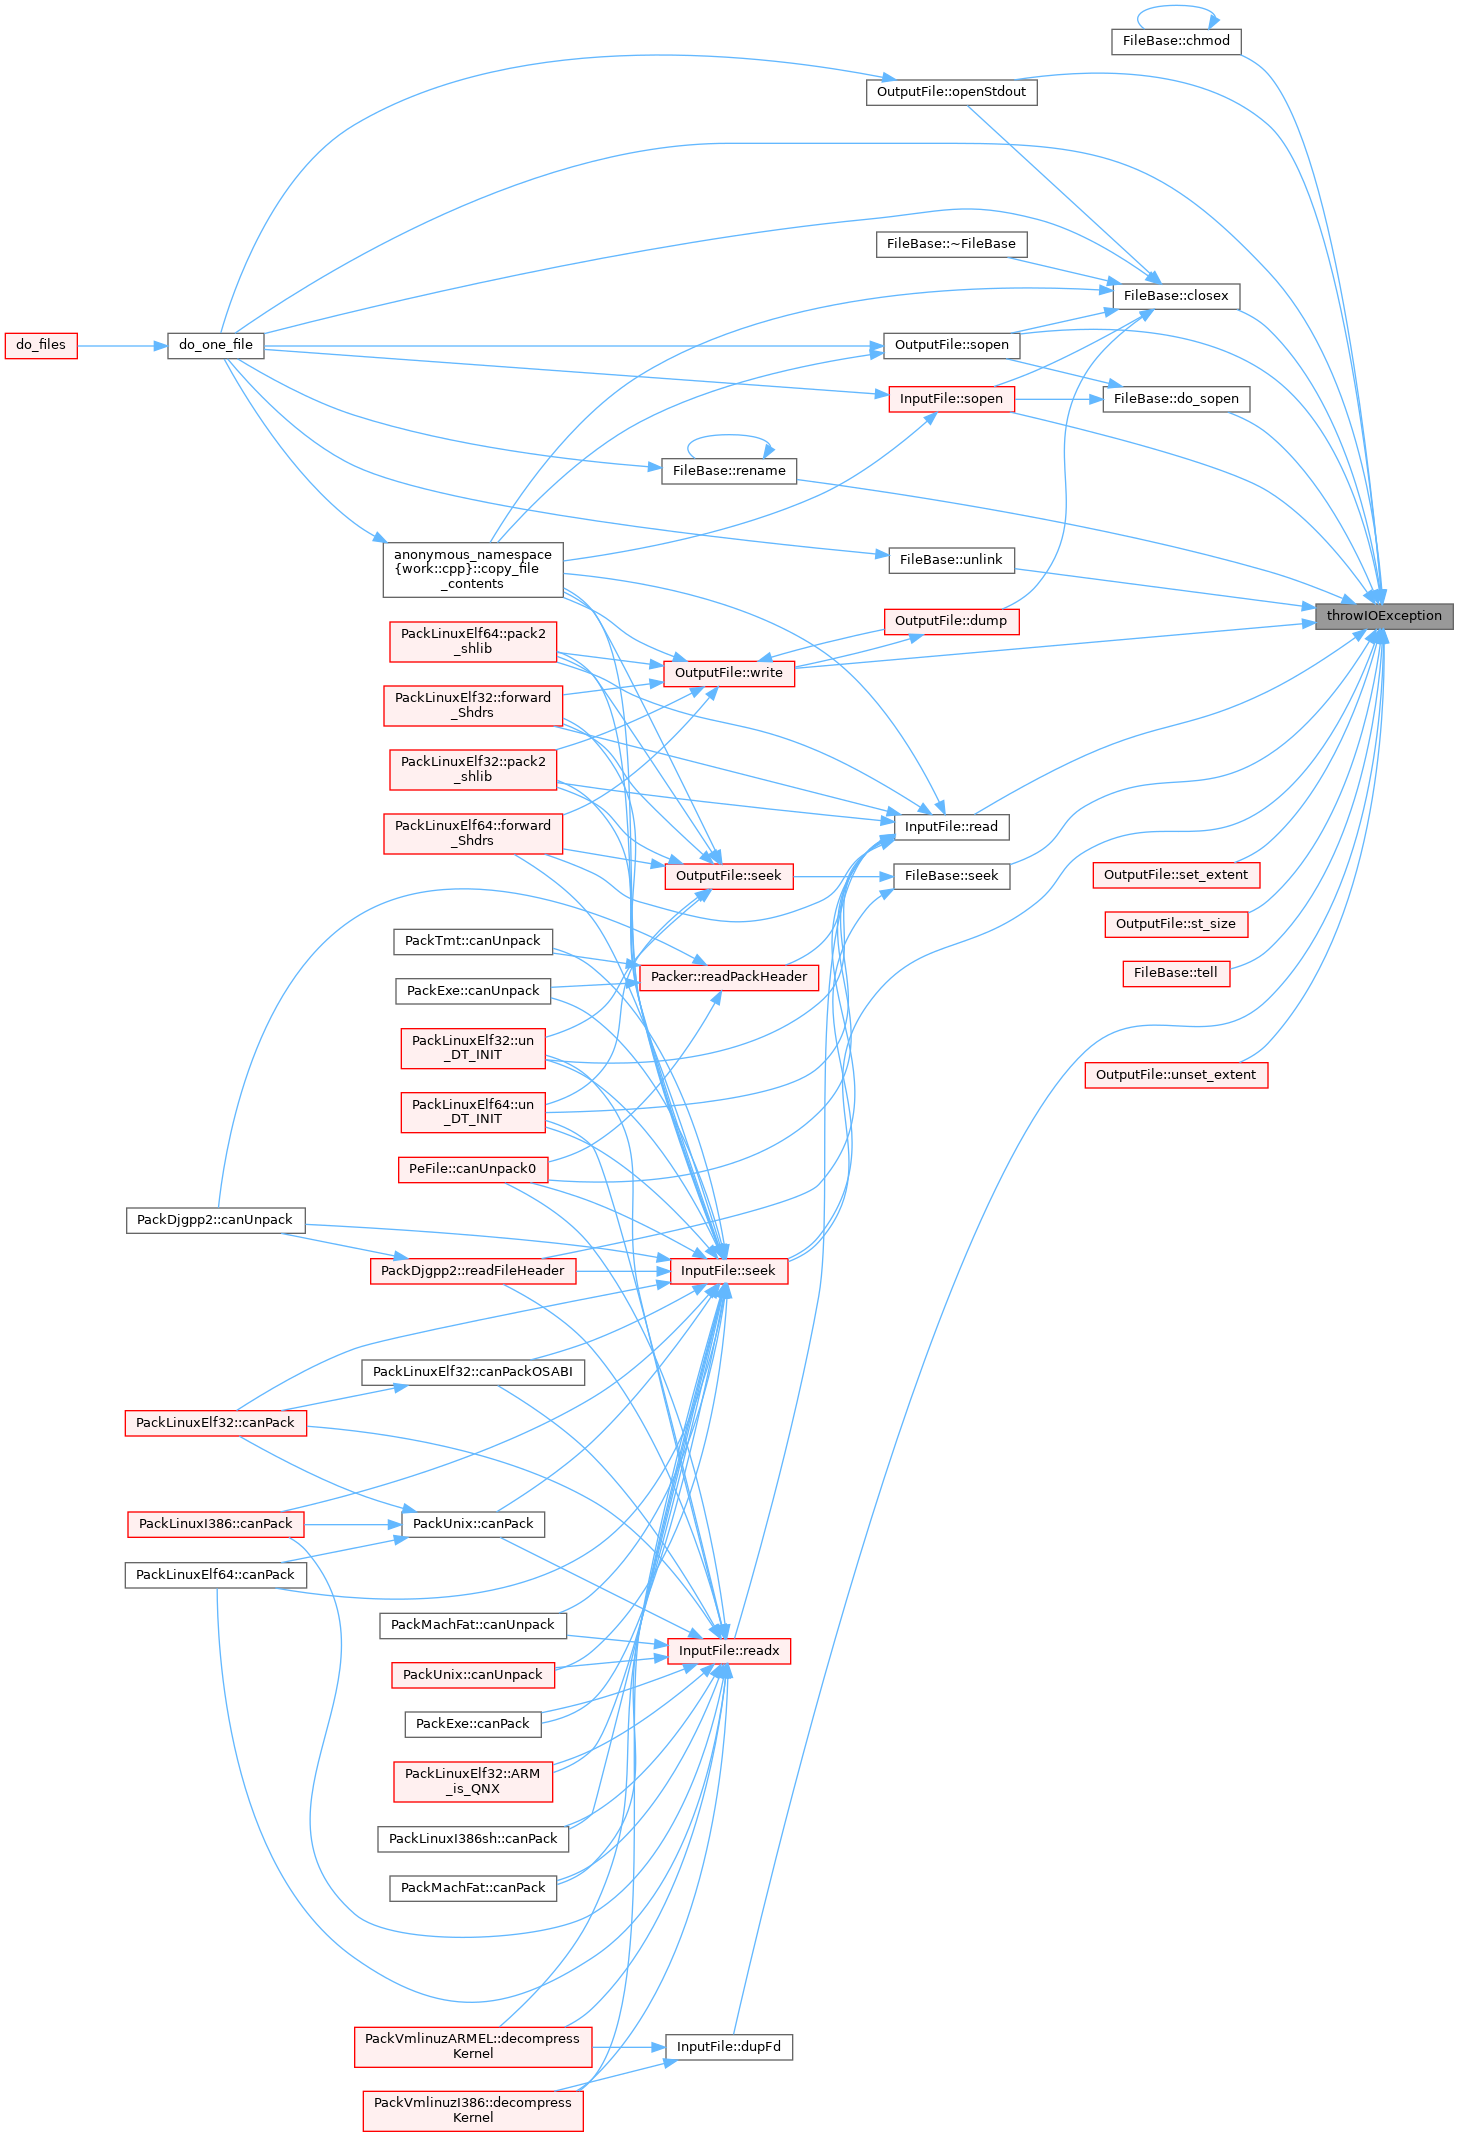 FileBase::chmod
OutputFile::openStdout
FileBase::~FileBase
FileBase::closex
do_files
do_one_file
OutputFile::sopen
InputFile::sopen
FileBase::do_sopen
FileBase::rename
anonymous_namespace
{work::cpp}::copy_file
_contents
FileBase::unlink
throwIOException
OutputFile::dump
PackLinuxElf64::pack2
_shlib
OutputFile::write
PackLinuxElf32::forward
_Shdrs
PackLinuxElf32::pack2
_shlib
PackLinuxElf64::forward
_Shdrs
InputFile::read
OutputFile::seek
FileBase::seek
OutputFile::set_extent
OutputFile::st_size
PackTmt::canUnpack
Packer::readPackHeader
FileBase::tell
PackExe::canUnpack
PackLinuxElf32::un
_DT_INIT
OutputFile::unset_extent
PackLinuxElf64::un
_DT_INIT
PeFile::canUnpack0
PackDjgpp2::canUnpack
PackDjgpp2::readFileHeader
InputFile::seek
PackLinuxElf32::canPackOSABI
PackLinuxElf32::canPack
PackLinuxI386::canPack
PackUnix::canPack
PackLinuxElf64::canPack
PackMachFat::canUnpack
InputFile::readx
PackUnix::canUnpack
PackExe::canPack
PackLinuxElf32::ARM
_is_QNX
PackLinuxI386sh::canPack
PackMachFat::canPack
PackVmlinuzARMEL::decompress
Kernel
InputFile::dupFd
PackVmlinuzI386::decompress
Kernel